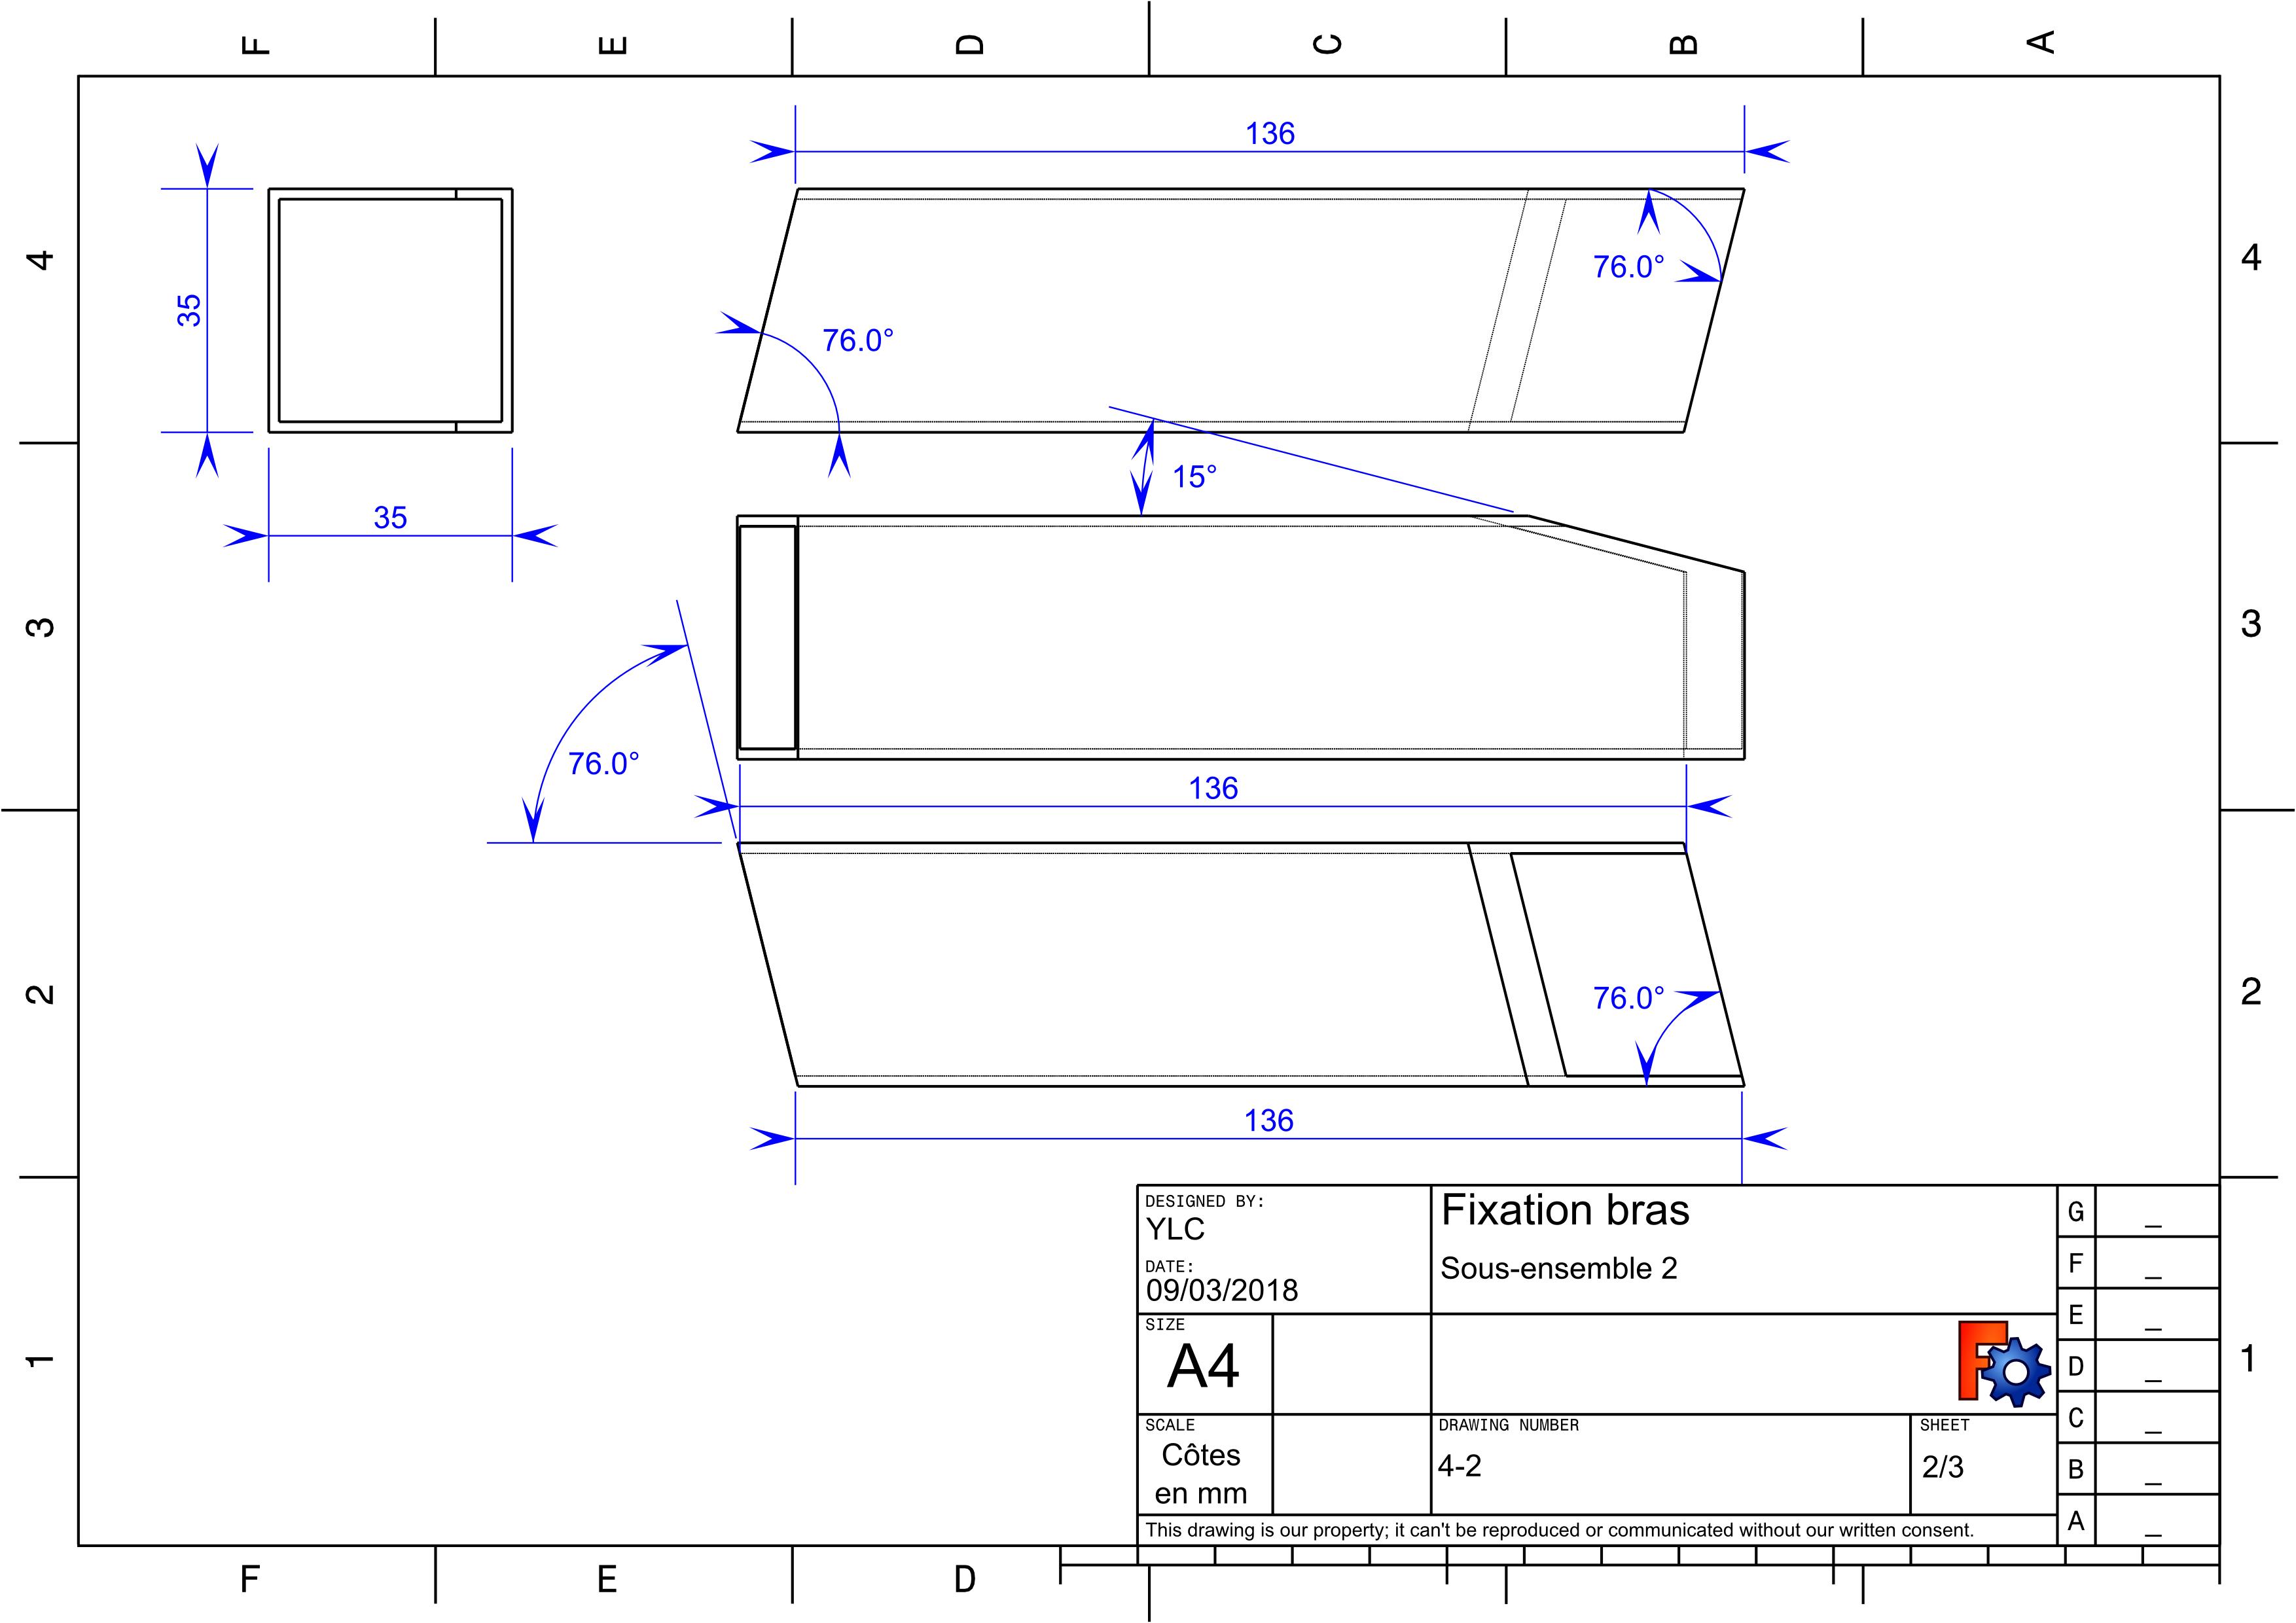 F E D C B A
136
4
35
76.0°
4
76.0°
35
15°
3
3
76.0°
136
2
76.0°
2
136
DESIGNED BY:
YLC
DATE:
09/03/2018
Fixation bras
Sous-ensemble 2
G _
F _
E _
D _
C _
B _
A _
SIZE
A4
SCALE
Côtes
en mm
DRAWING NUMBER
4-2
SHEET
2/3
This drawing is our property; it can't be reproduced or communicated without our written consent.
1
1
F E D